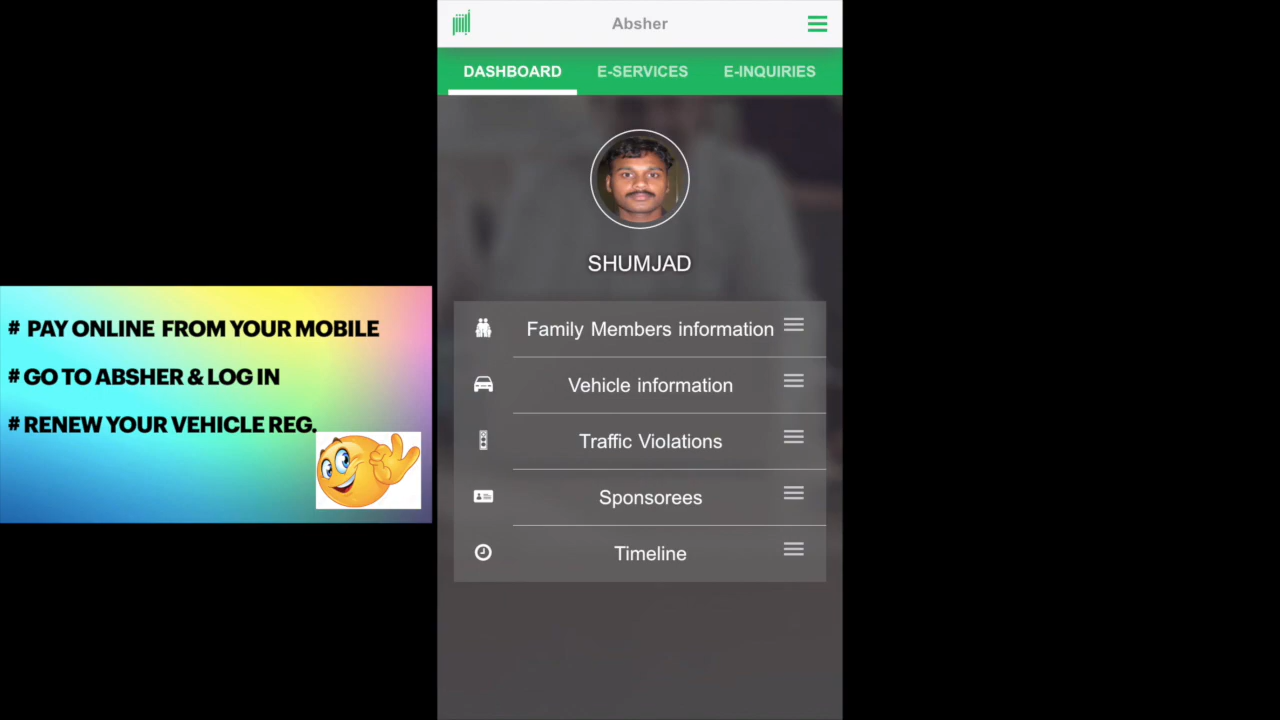 Absher
DASHBOARD E-SERVICES E-INQUIRIES
SHUMJAD
Family Members information
Vehicle information
Traffic Violations
Sponsorees
Timeline
# PAY ONLINE FROM YOUR MOBILE
# GO TO ABSHER & LOG IN
# RENEW YOUR VEHICLE REG.